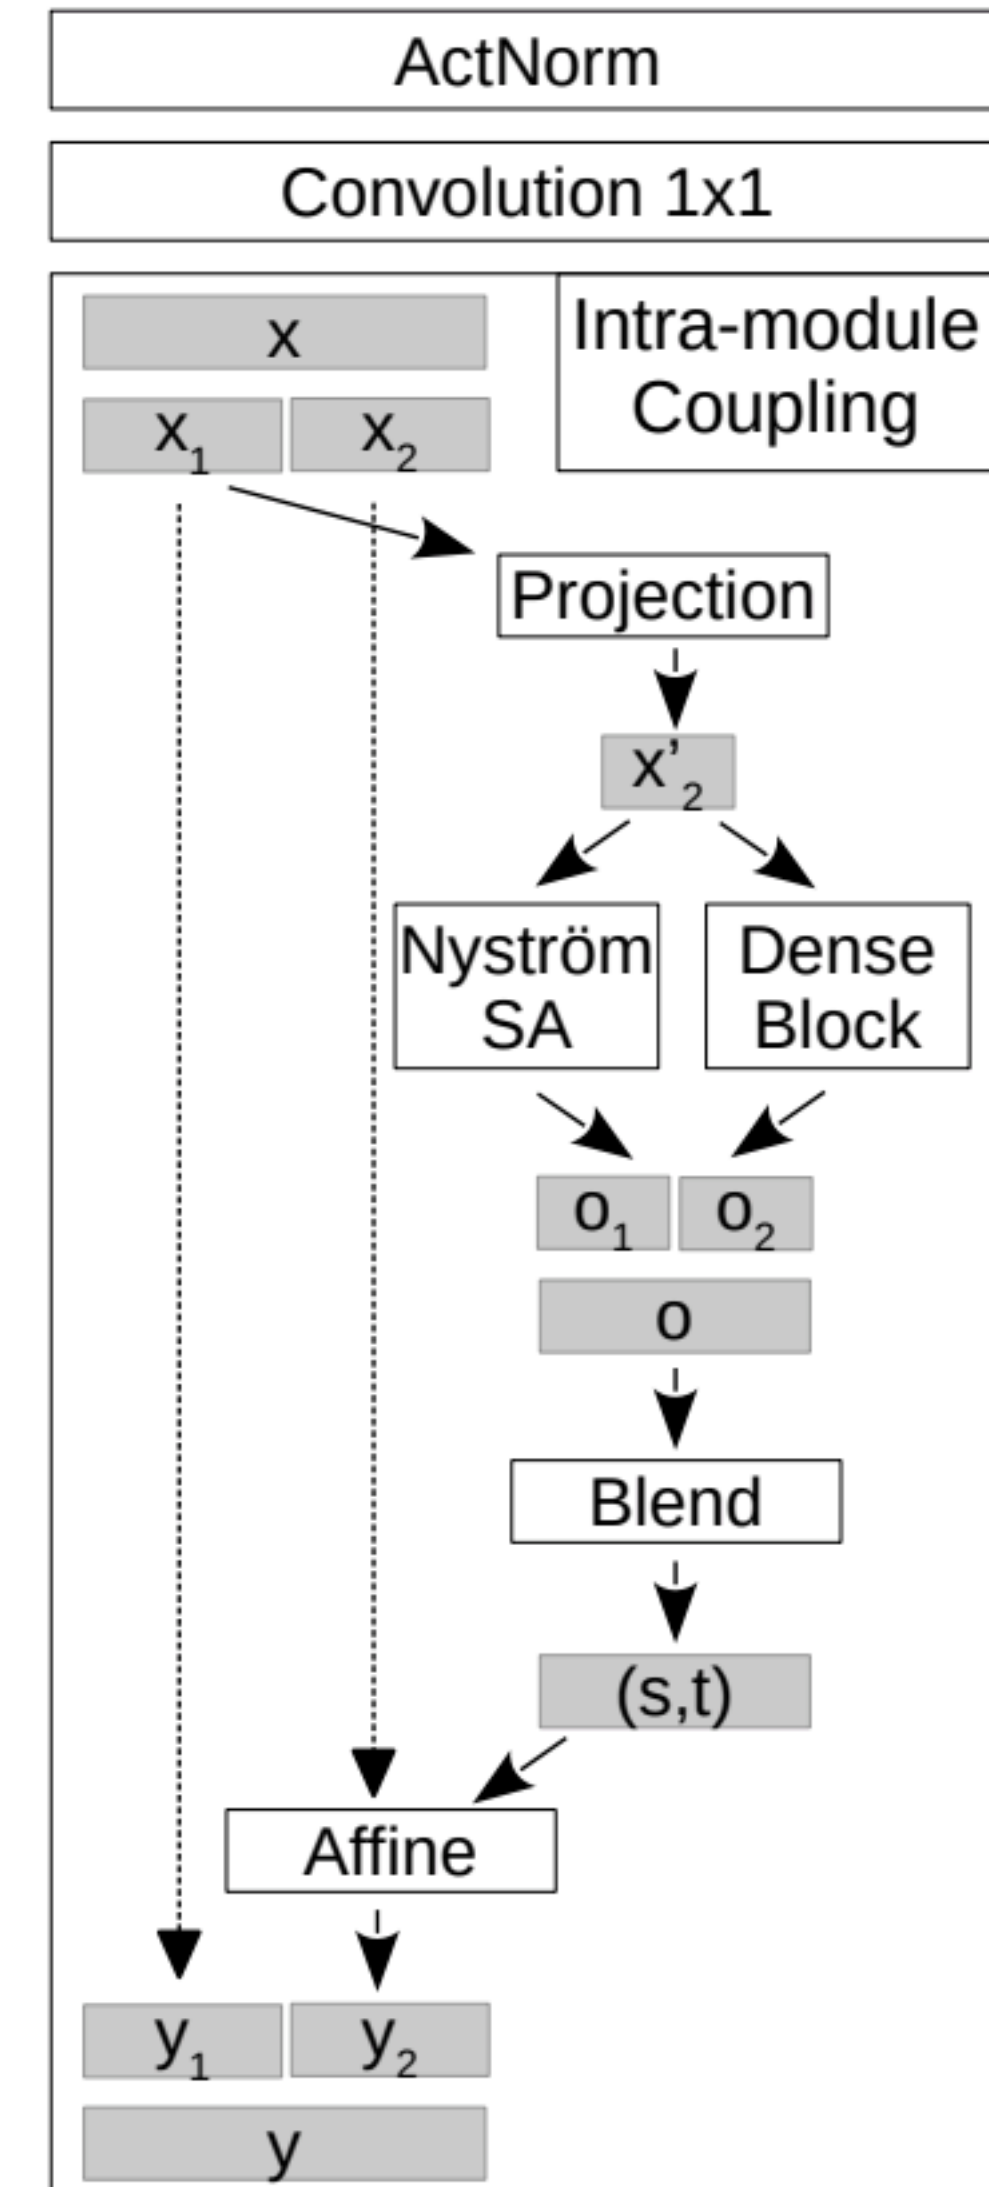 ActNorm
Convolution 1x1
x
Intra-module
Coupling
x₁ x₂
Projection
x’₂
Nyström
SA
Dense
Block
o₁ o₂
o
Blend
(s,t)
Affine
y₁ y₂
y